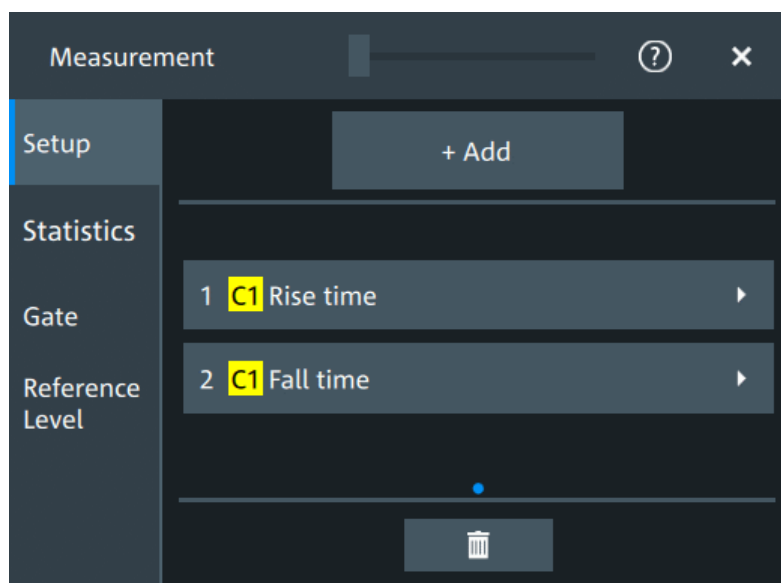 Measurement
?
Setup
+ Add
Statistics
1 C1 Rise time
Gate
2 C1 Fall time
Reference
Level